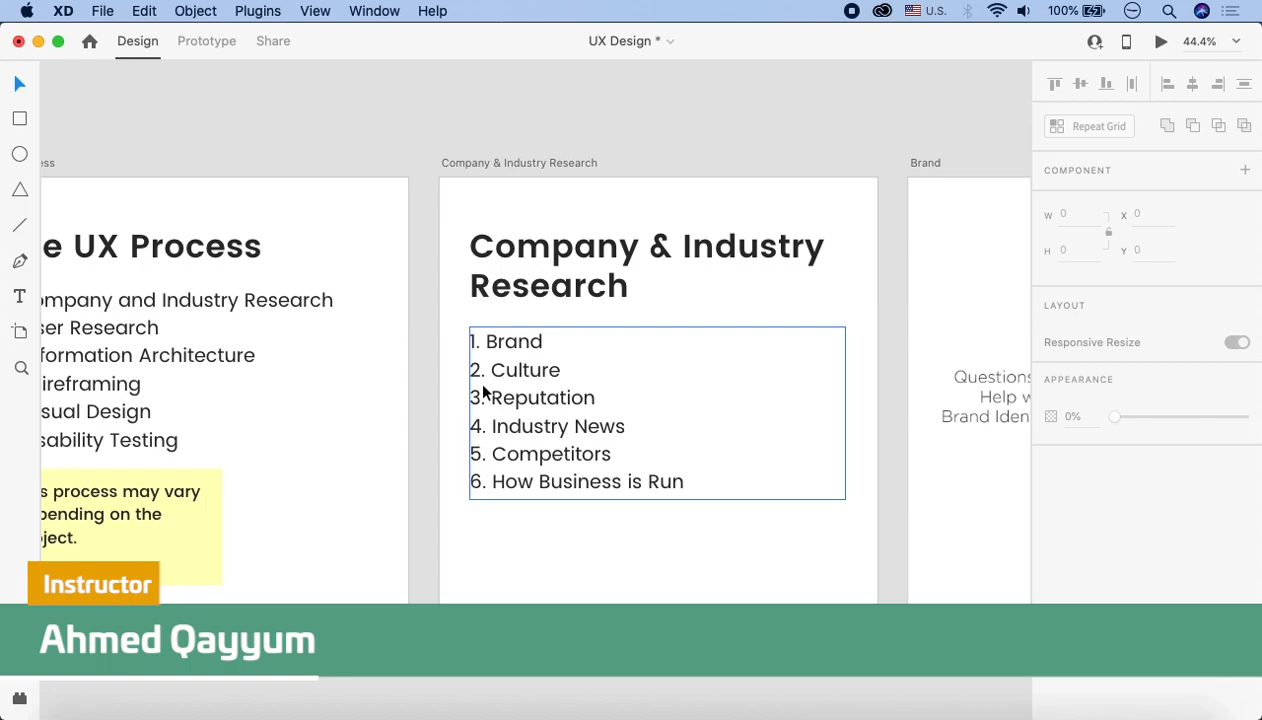 XD File Edit Object Plugins View Window Help U.S. 100%
Design Prototype Share UX Design * 44.4%
Repeat Grid
COMPONENT
W 0 X 0
H 0 Y 0
LAYOUT
Responsive Resize
APPEARANCE
0%
ess
e UX Process
ompany and Industry Research
ser Research
formation Architecture
ireframing
sual Design
sability Testing
s process may vary
pending on the
oject.
Company & Industry Research
Company & Industry
Research
1. Brand
2. Culture
3. Reputation
4. Industry News
5. Competitors
6. How Business is Run
Brand
Questions
Help w
Brand Iden
Instructor
Ahmed Qayyum